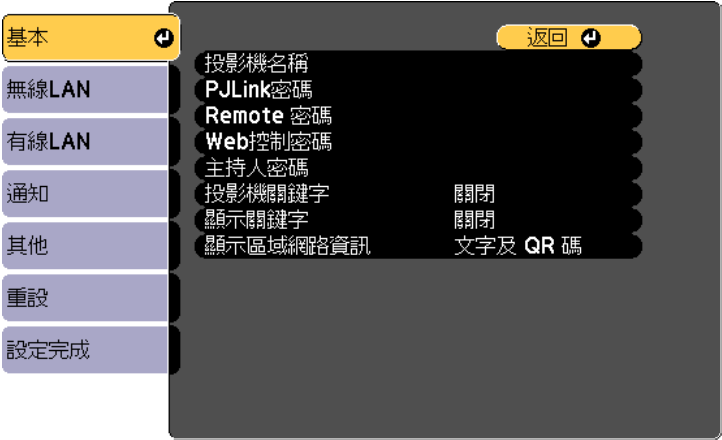 基本
無線LAN
有線LAN
通知
其他
重設
設定完成
返回
投影機名稱
PJLink密碼
Remote 密碼
Web控制密碼
主持人密碼
投影機關鍵字 關閉
顯示關鍵字 關閉
顯示區域網路資訊 文字及 QR 碼